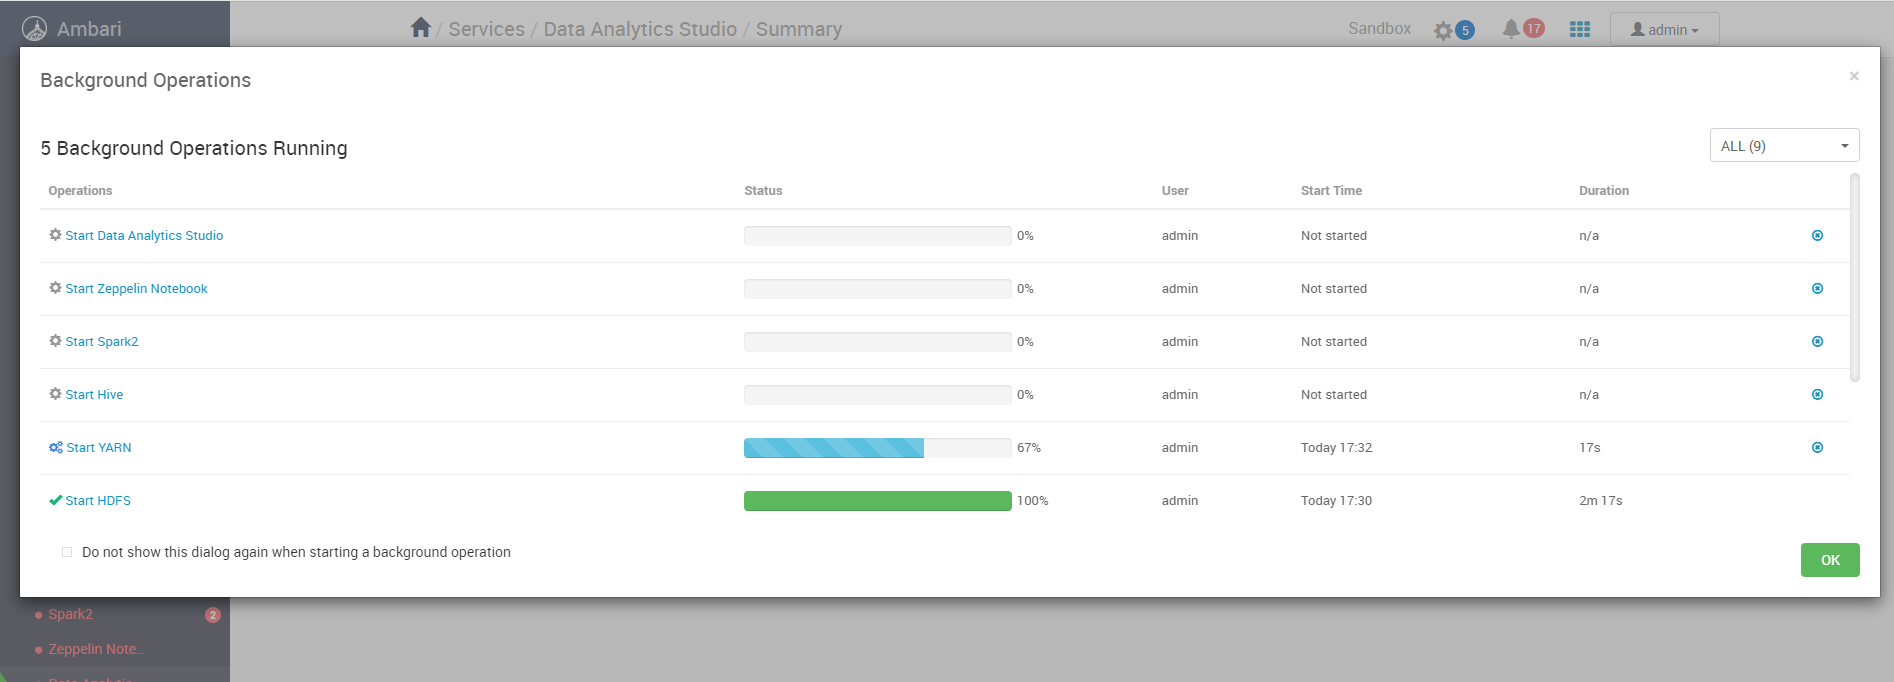 Ambari
/ Services / Data Analytics Studio / Summary
Sandbox 5 17 admin
Background Operations ×
5 Background Operations Running
ALL (9)
Operations Status User Start Time Duration
Start Data Analytics Studio 0% admin Not started n/a
Start Zeppelin Notebook 0% admin Not started n/a
Start Spark2 0% admin Not started n/a
Start Hive 0% admin Not started n/a
Start YARN 67% admin Today 17:32 17s
Start HDFS 100% admin Today 17:30 2m 17s
Do not show this dialog again when starting a background operation
OK
Spark2 2
Zeppelin Note...